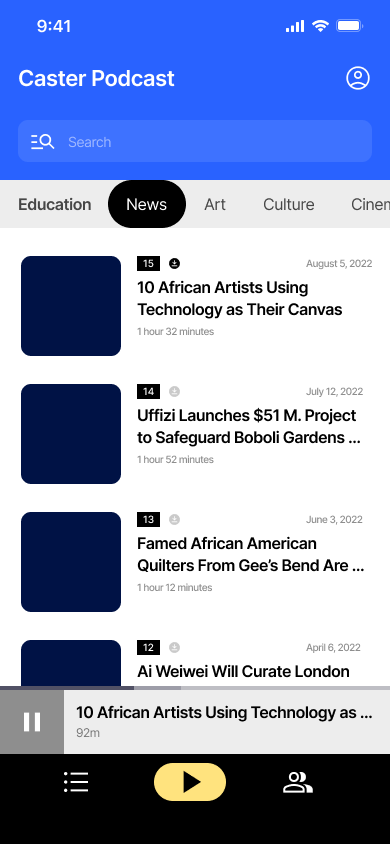 9:41
Caster Podcast
Search
Education News Art Culture Cinem
15 August 5, 2022
10 African Artists Using
Technology as Their Canvas
1 hour 32 minutes
14 July 12, 2022
Uffizi Launches $51 M. Project
to Safeguard Boboli Gardens ...
1 hour 52 minutes
13 June 3, 2022
Famed African American
Quilters From Gee’s Bend Are ...
1 hour 12 minutes
12 April 6, 2022
Ai Weiwei Will Curate London
10 African Artists Using Technology as ...
92m